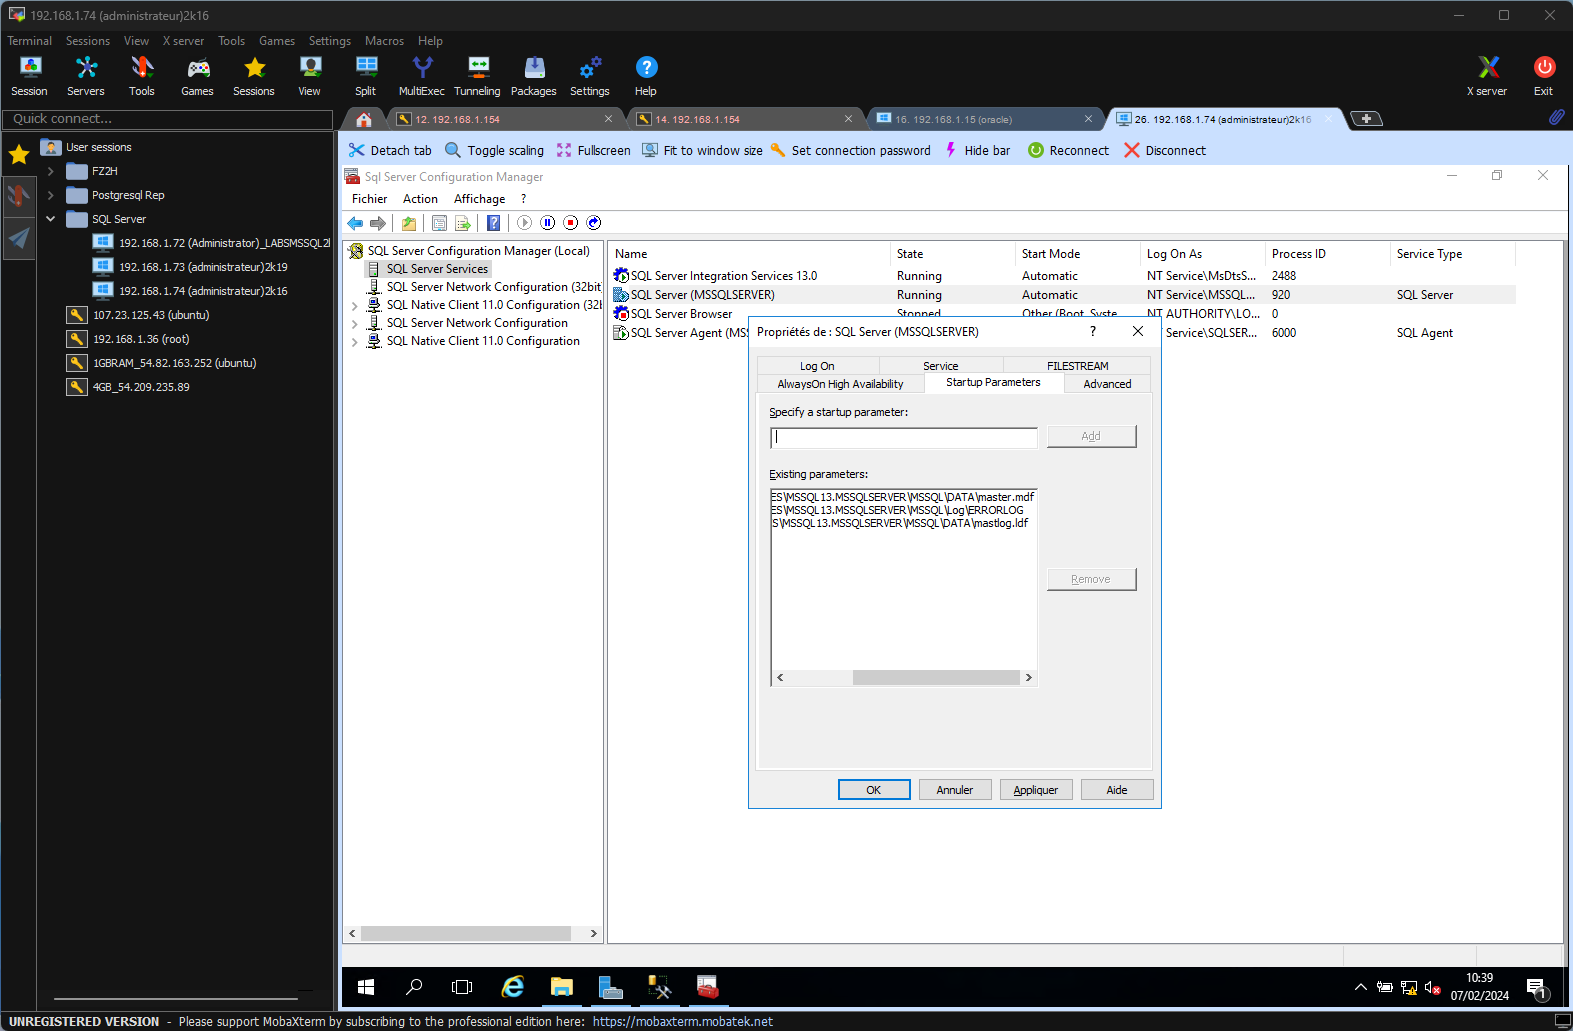 192.168.1.74 (administrateur)2k16
Terminal Sessions View X server Tools Games Settings Macros Help
Session Servers Tools Games Sessions View Split MultiExec Tunneling Packages Settings Help X server Exit
Quick connect...
12. 192.168.1.154
14. 192.168.1.154
16. 192.168.1.15 (oracle)
26. 192.168.1.74 (administrateur)2k16
Detach tab Toggle scaling Fullscreen Fit to window size Set connection password Hide bar Reconnect Disconnect
User sessions
FZ2H
Postgresql Rep
SQL Server
192.168.1.72 (Administrator)_LABSMSSQL2l
192.168.1.73 (administrateur)2k19
192.168.1.74 (administrateur)2k16
107.23.125.43 (ubuntu)
192.168.1.36 (root)
1GBRAM_54.82.163.252 (ubuntu)
4GB_54.209.235.89
Sql Server Configuration Manager
Fichier Action Affichage ?
SQL Server Configuration Manager (Local)
SQL Server Services
SQL Server Network Configuration (32bit
SQL Native Client 11.0 Configuration (32b
SQL Server Network Configuration
SQL Native Client 11.0 Configuration
Name State Start Mode Log On As Process ID Service Type
SQL Server Integration Services 13.0 Running Automatic NT Service\MsDtsS... 2488
SQL Server (MSSQLSERVER) Running Automatic NT Service\MSSQL... 920 SQL Server
SQL Server Browser Stopped Other (Boot, Syste NT AUTHORITY\LO... 0
SQL Server Agent (MS Service\SQLSER... 6000 SQL Agent
Propriétés de : SQL Server (MSSQLSERVER) ?
Log On Service FILESTREAM
AlwaysOn High Availability Startup Parameters Advanced
Specify a startup parameter:
Add
Existing parameters:
ES\MSSQL13.MSSQLSERVER\MSSQL\DATA\master.mdf
ES\MSSQL13.MSSQLSERVER\MSSQL\Log\ERRORLOG
S\MSSQL13.MSSQLSERVER\MSSQL\DATA\mastlog.ldf
Remove
OK Annuler Appliquer Aide
10:39
07/02/2024
1
UNREGISTERED VERSION - Please support MobaXterm by subscribing to the professional edition here: https://mobaxterm.mobatek.net